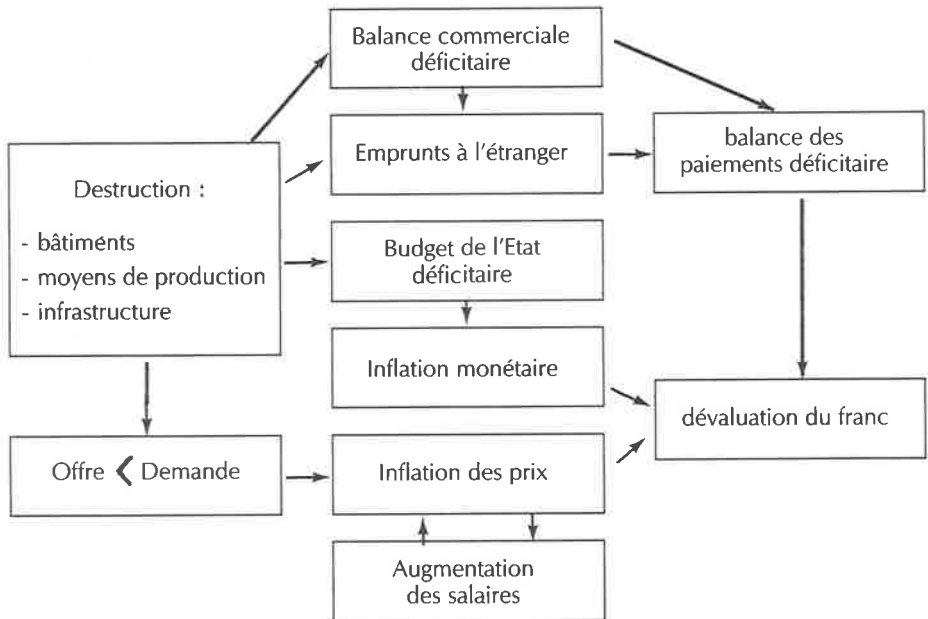 Balance commerciale
déficitaire
Emprunts à l'étranger
balance des
paiements déficitaire
Destruction :
- bâtiments
- moyens de production
- infrastructure
Budget de l'Etat
déficitaire
Inflation monétaire
dévaluation du franc
Offre < Demande
Inflation des prix
Augmentation
des salaires